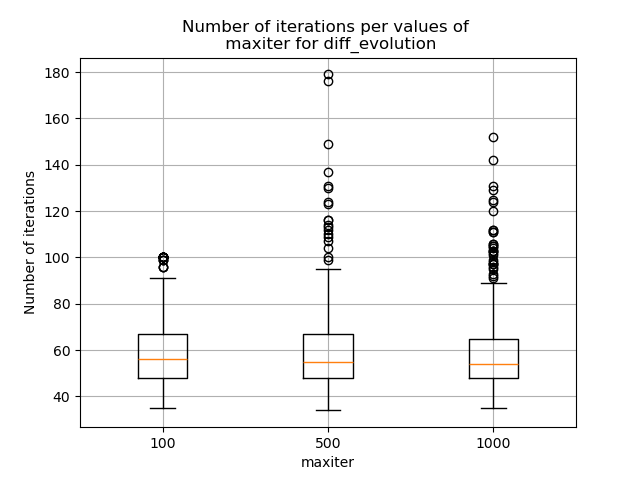 Number of iterations per values of
maxiter for diff_evolution
Number of iterations
180
160
140
120
100
80
60
40
100
500
1000
maxiter